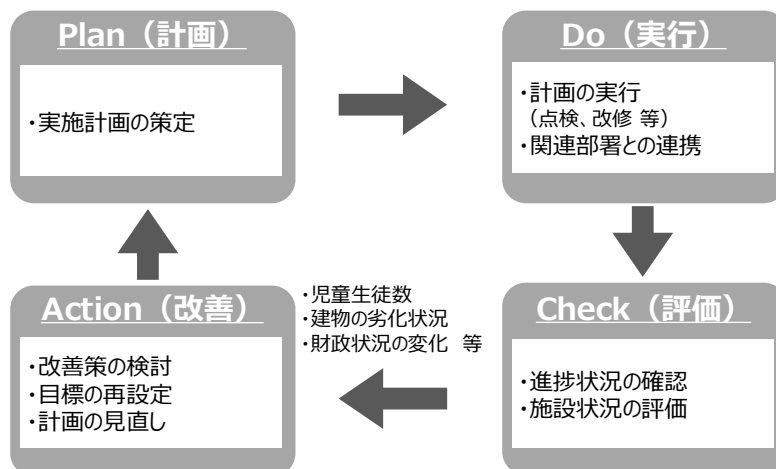 Plan（計画）
・実施計画の策定
Do（実行）
・計画の実行
（点検、改修 等）
・関連部署との連携
Action（改善）
・改善策の検討
・目標の再設定
・計画の見直し
・児童生徒数
・建物の劣化状況
・財政状況の変化　等
Check（評価）
・進捗状況の確認
・施設状況の評価